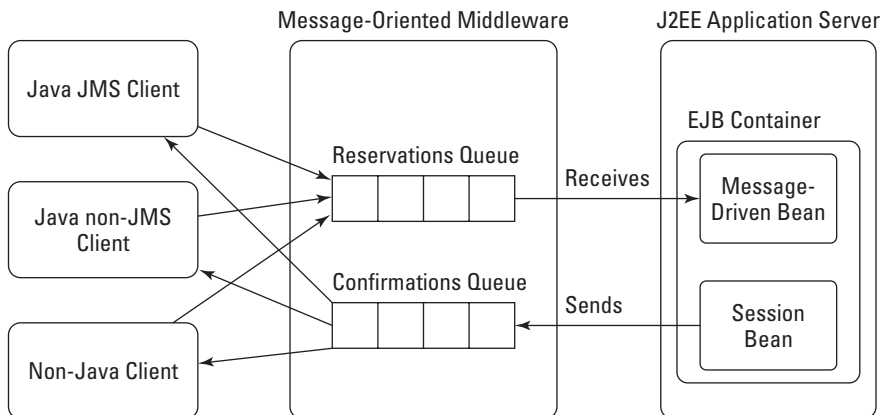 Message-Oriented Middleware
J2EE Application Server
Java JMS Client
EJB Container
Reservations Queue
Receives
Message-
Driven Bean
Java non-JMS
Client
Confirmations Queue
Sends
Session
Bean
Non-Java Client